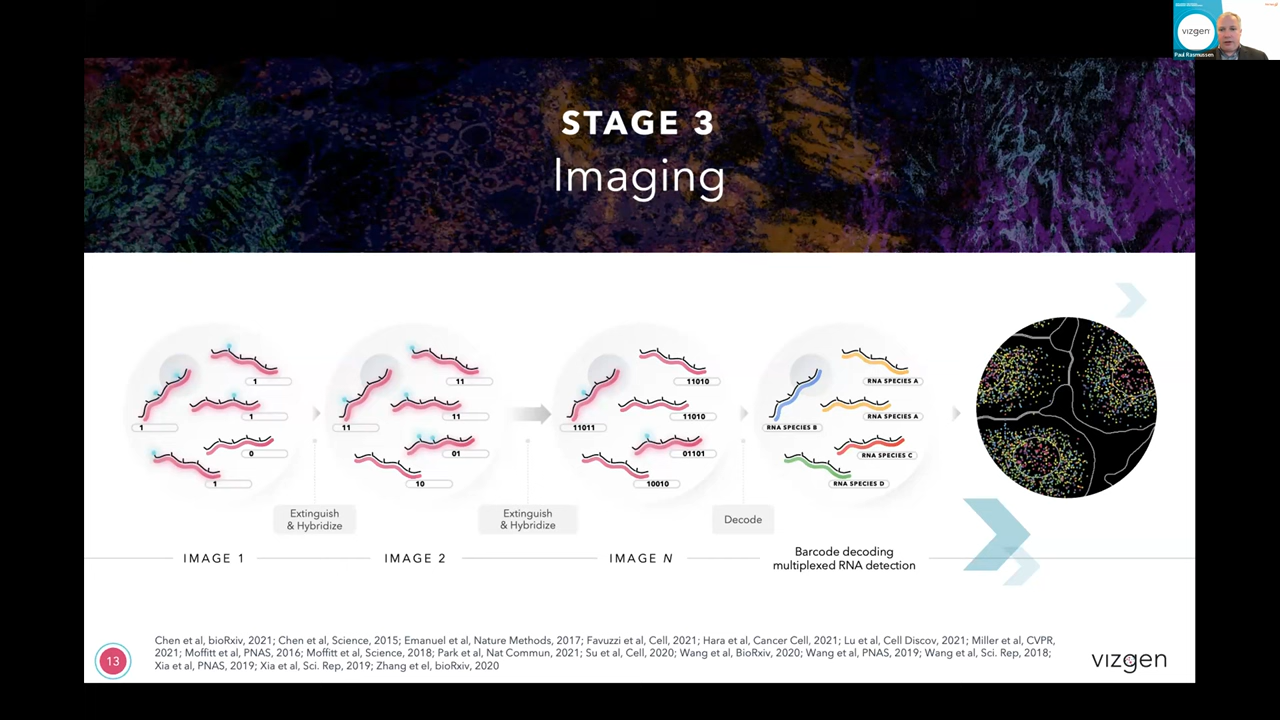 vizgen
Paul Rasmussen
STAGE 3
Imaging
1
1
1
0
1
11
11
11
01
10
11010
11010
11011
01101
10010
RNA SPECIES A
RNA SPECIES A
RNA SPECIES B
RNA SPECIES C
RNA SPECIES D
Extinguish
& Hybridize
Extinguish
& Hybridize
Decode
IMAGE 1
IMAGE 2
IMAGE N
Barcode decoding
multiplexed RNA detection
13
Chen et al, bioRxiv, 2021; Chen et al, Science, 2015; Emanuel et al, Nature Methods, 2017; Favuzzi et al, Cell, 2021; Hara et al, Cancer Cell, 2021; Lu et al, Cell Discov, 2021; Miller et al, CVPR,
2021; Moffitt et al, PNAS, 2016; Moffitt et al, Science, 2018; Park et al, Nat Commun, 2021; Su et al, Cell, 2020; Wang et al, BioRxiv, 2020; Wang et al, PNAS, 2019; Wang et al, Sci. Rep, 2018;
Xia et al, PNAS, 2019; Xia et al, Sci. Rep, 2019; Zhang et el, bioRxiv, 2020
vizgen